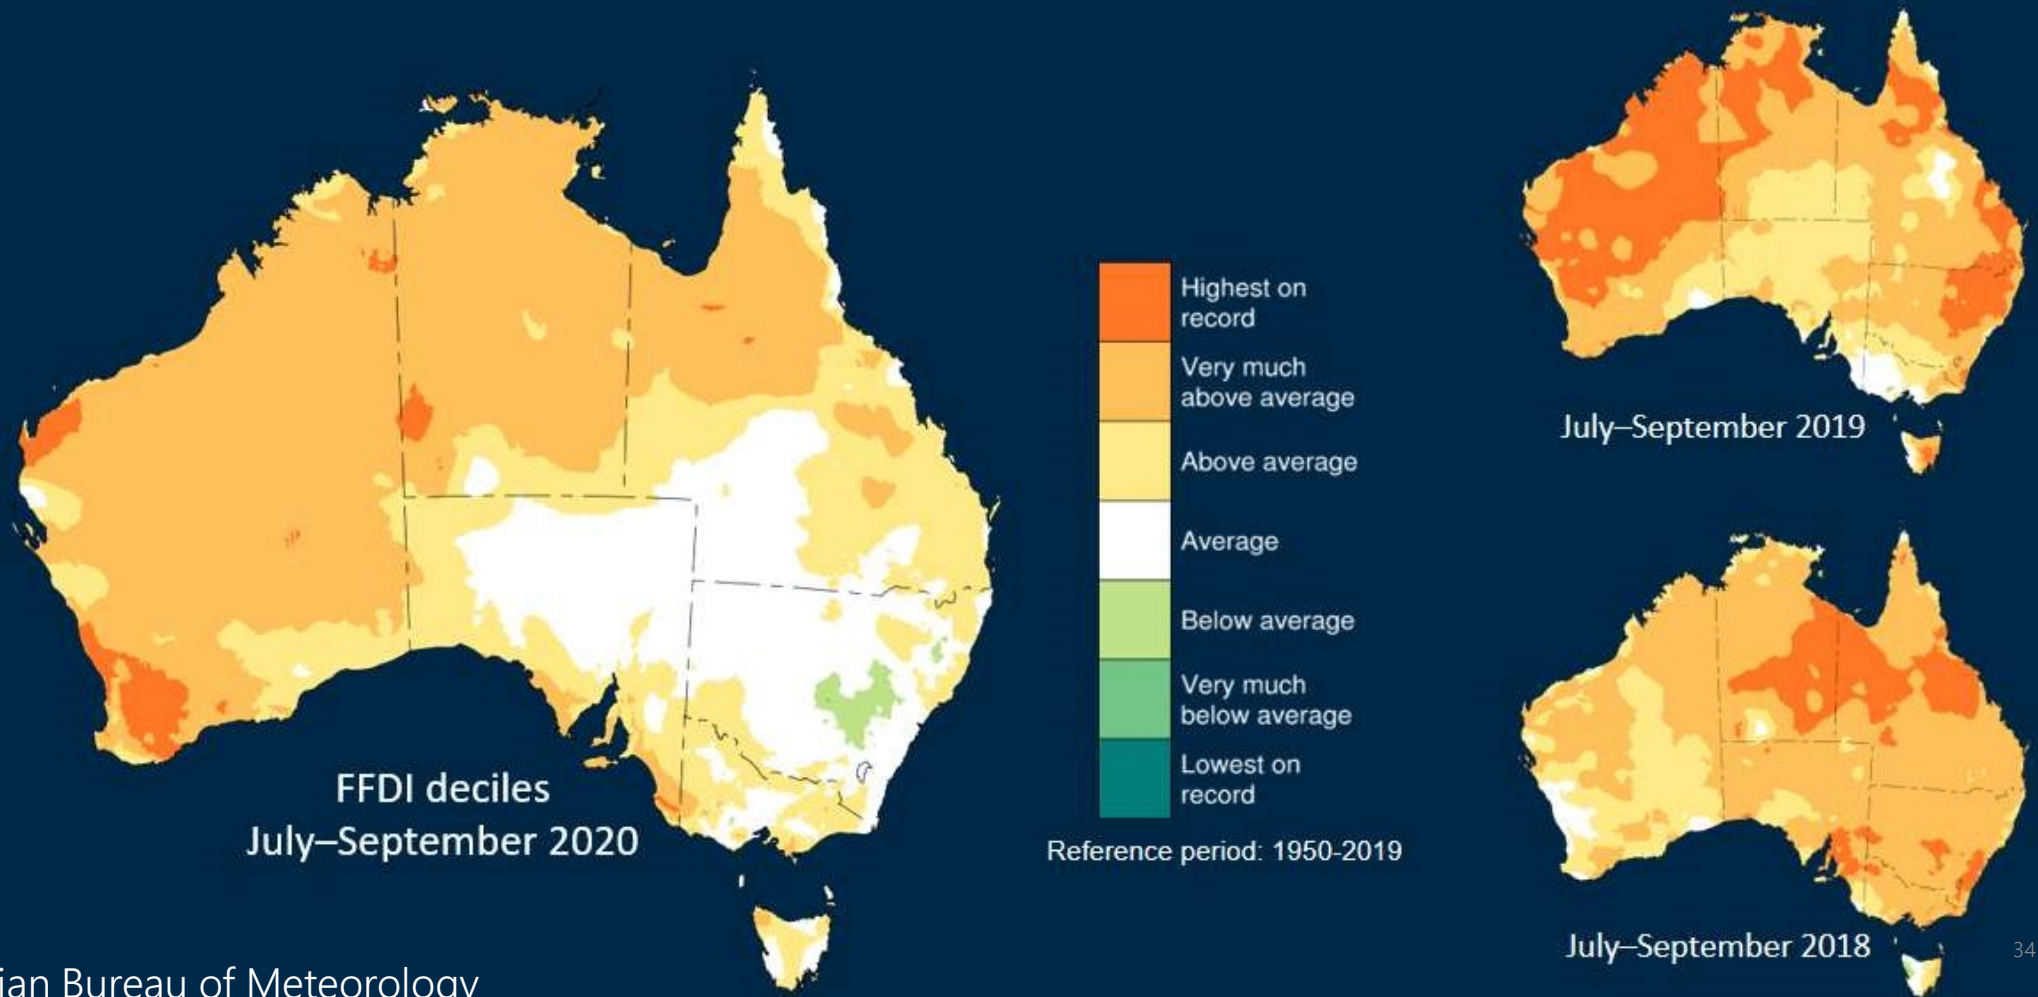 FFDI deciles
July–September 2020
Highest on
record
Very much
above average
Above average
Average
Below average
Very much
below average
Lowest on
record
Reference period: 1950-2019
July–September 2019
July–September 2018
34
ian Bureau of Meteorology